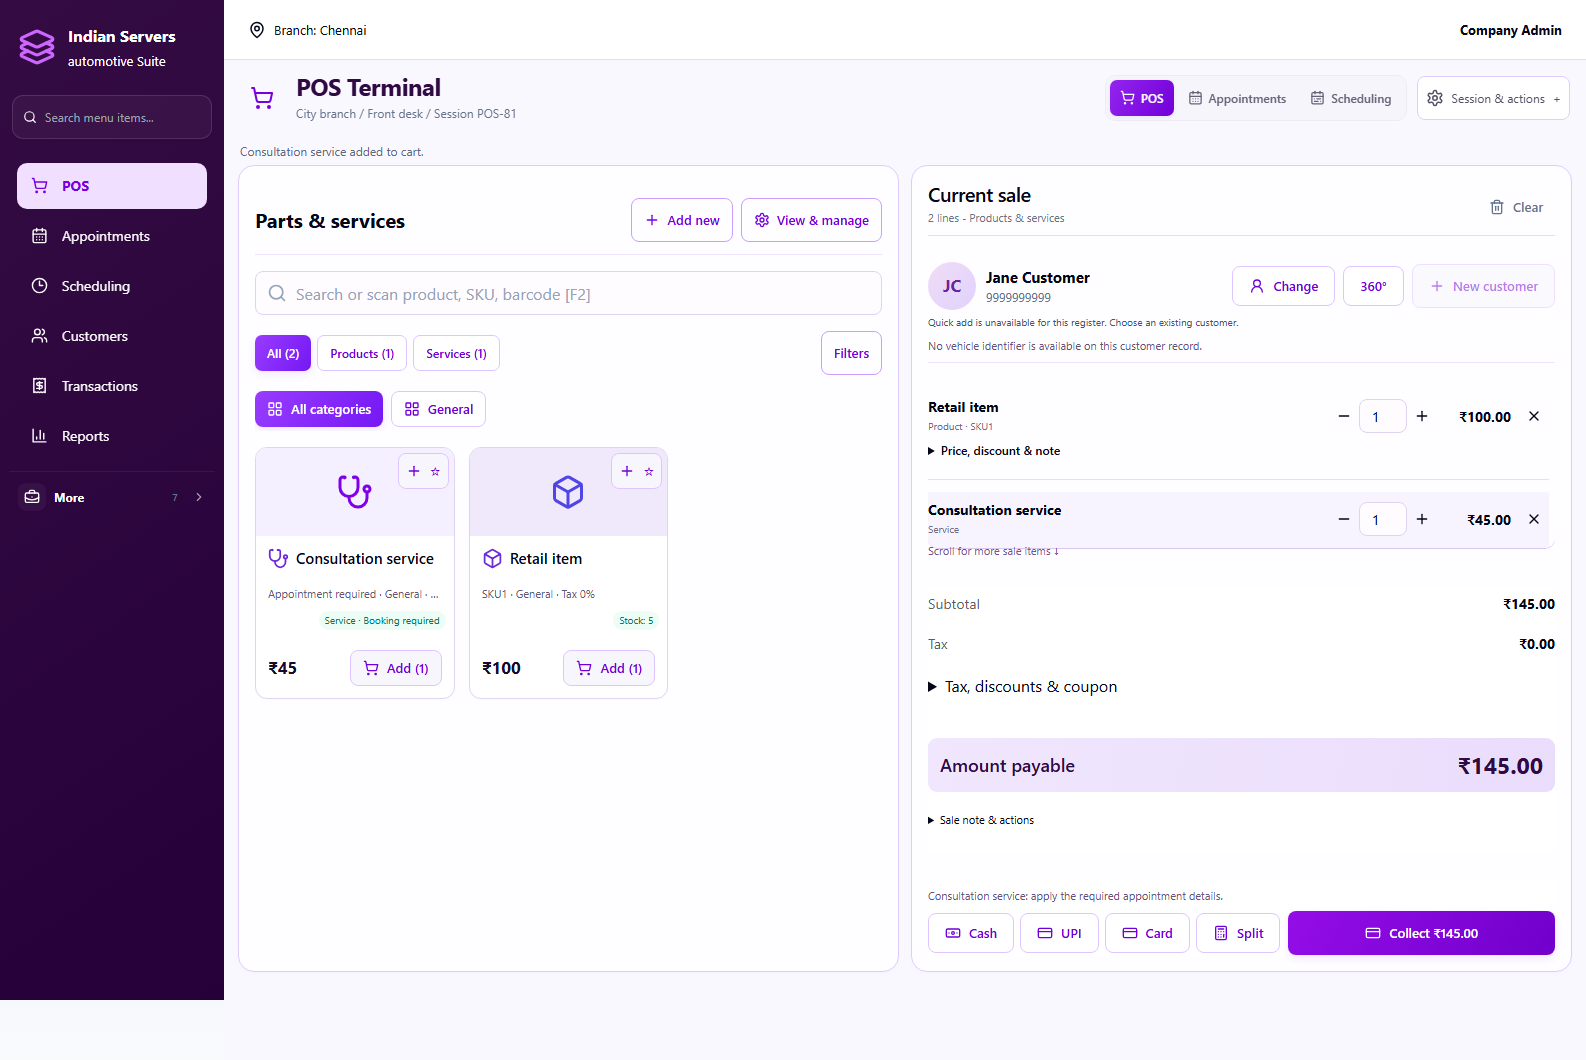 Indian Servers
automotive Suite
Search menu items...
POS
Appointments
Scheduling
Customers
Transactions
Reports
More 7
Branch: Chennai
Company Admin
POS Terminal
City branch / Front desk / Session POS-81
POS
Appointments
Scheduling
Session & actions +
Consultation service added to cart.
Parts & services
+ Add new
View & manage
Search or scan product, SKU, barcode [F2]
All (2)
Products (1)
Services (1)
Filters
All categories
General
Consultation service
Appointment required · General · ...
Service · Booking required
₹45
Add (1)
Retail item
SKU1 · General · Tax 0%
Stock: 5
₹100
Add (1)
Current sale
2 lines - Products & services
Clear
JC
Jane Customer
9999999999
Change
360°
+ New customer
Quick add is unavailable for this register. Choose an existing customer.
No vehicle identifier is available on this customer record.
Retail item
Product · SKU1
− 1 + ₹100.00 ×
▶ Price, discount & note
Consultation service
Service
− 1 + ₹45.00 ×
Scroll for more sale items ↓
Subtotal ₹145.00
Tax ₹0.00
▶ Tax, discounts & coupon
Amount payable ₹145.00
▶ Sale note & actions
Consultation service: apply the required appointment details.
Cash
UPI
Card
Split
Collect ₹145.00